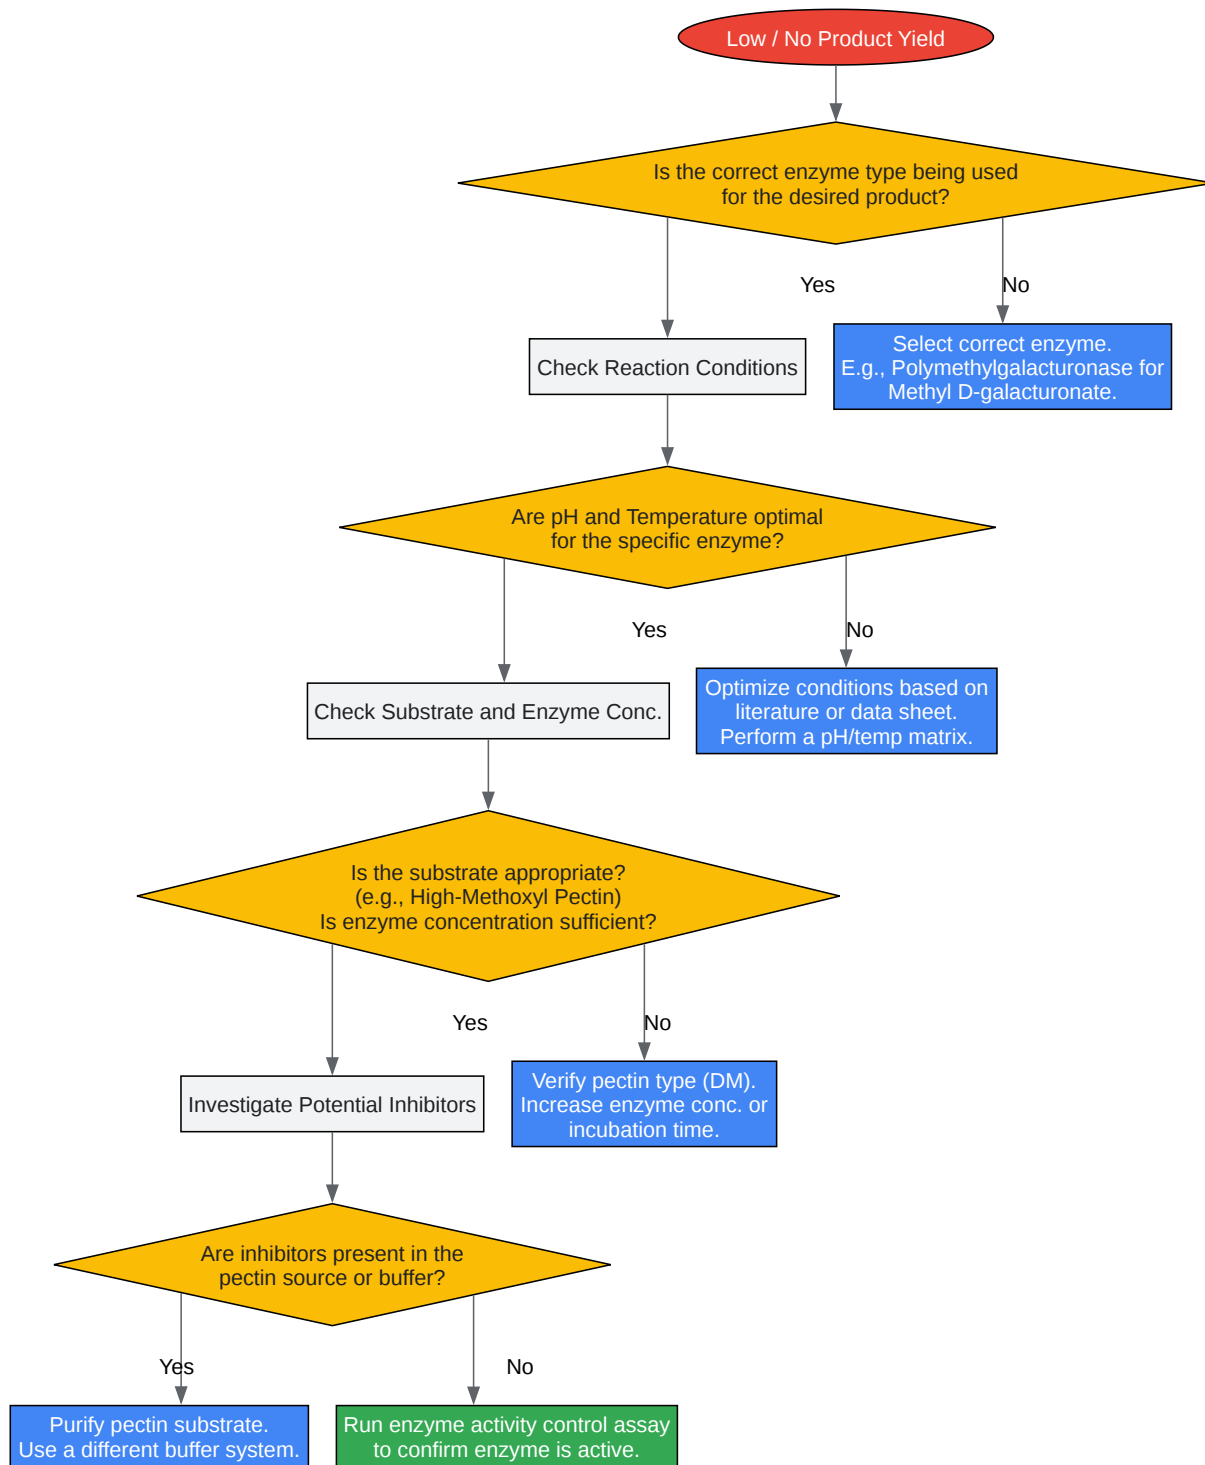 Low / No Product Yield
Is the correct enzyme type being used
for the desired product?
Yes
No
Select correct enzyme.
E.g., Polymethylgalacturonase for
Methyl D-galacturonate.
Check Reaction Conditions
Are pH and Temperature optimal
for the specific enzyme?
Yes
No
Optimize conditions based on
literature or data sheet.
Perform a pH/temp matrix.
Check Substrate and Enzyme Conc.
Is the substrate appropriate?
(e.g., High-Methoxyl Pectin)
Is enzyme concentration sufficient?
Yes
No
Verify pectin type (DM).
Increase enzyme conc. or
incubation time.
Investigate Potential Inhibitors
Are inhibitors present in the
pectin source or buffer?
Yes
No
Purify pectin substrate.
Use a different buffer system.
Run enzyme activity control assay
to confirm enzyme is active.